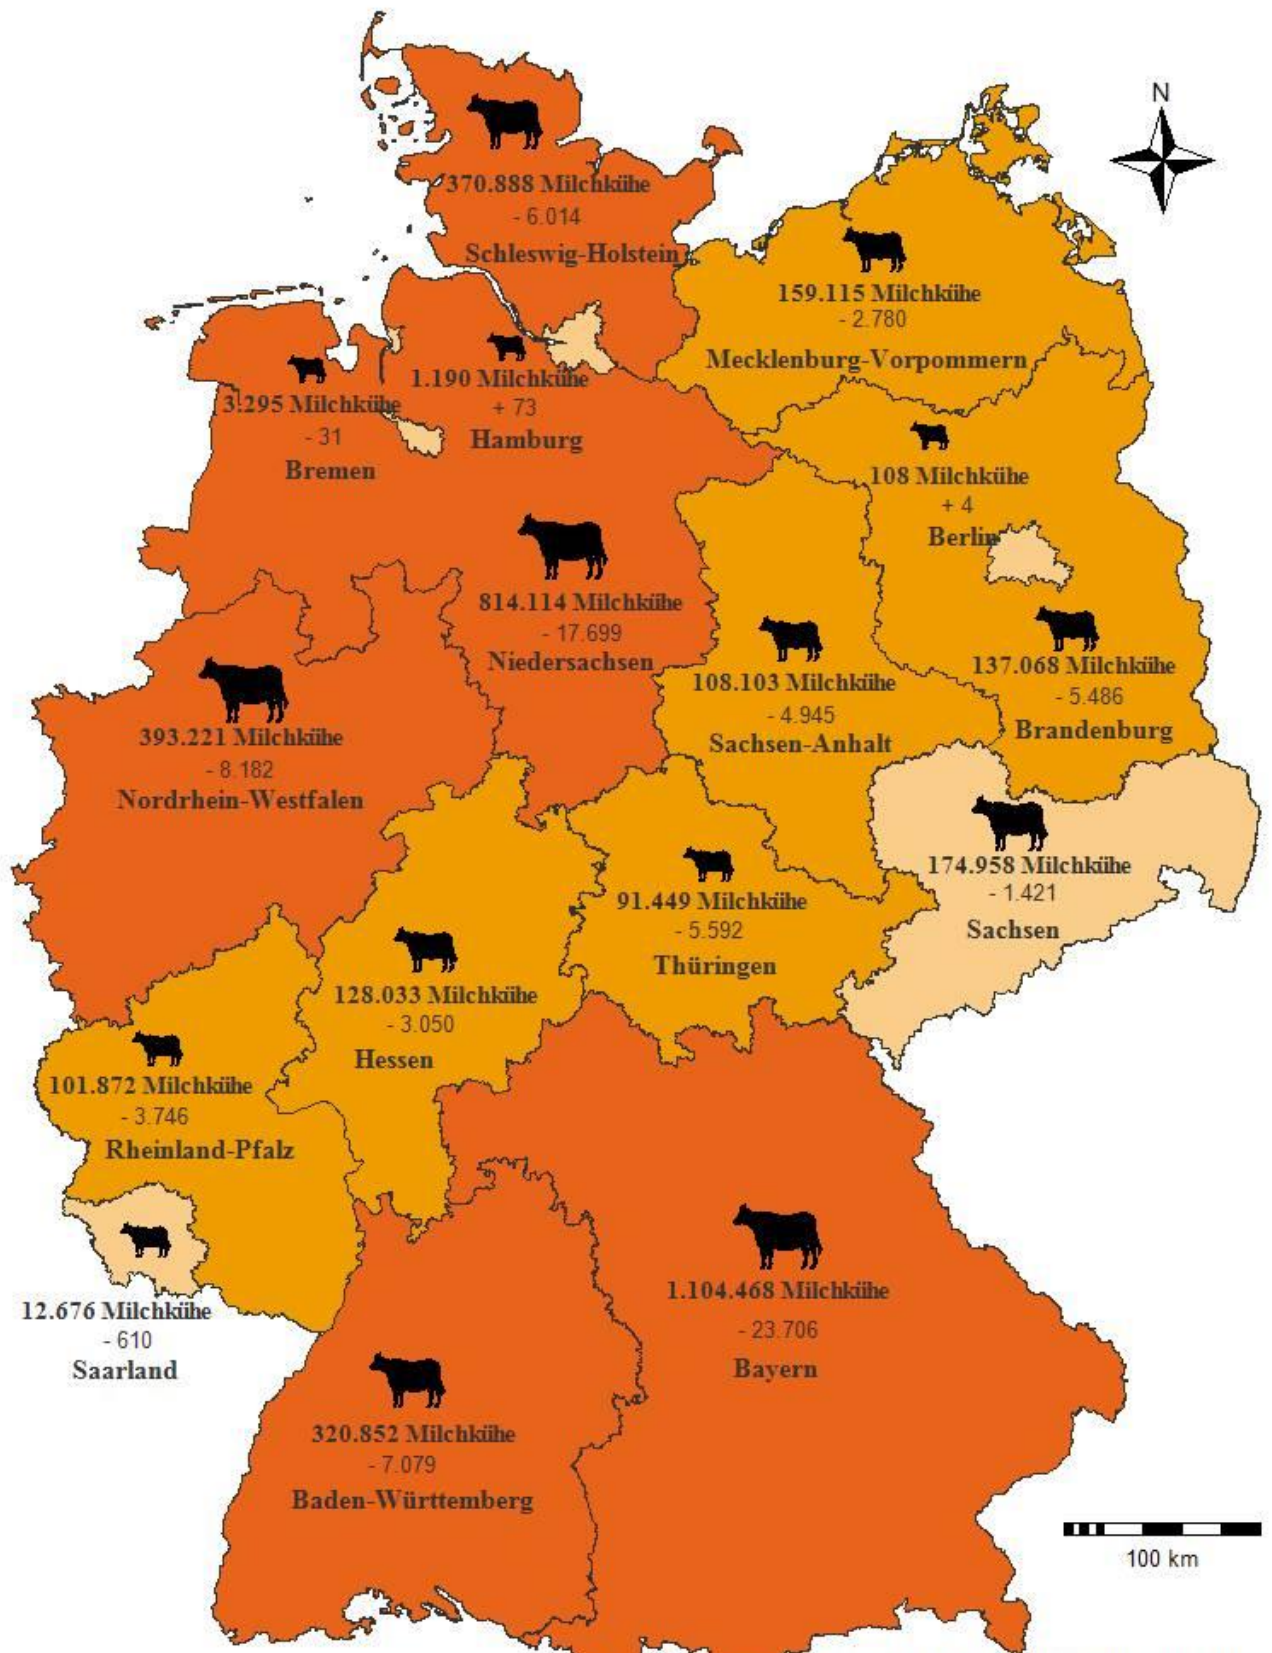 N
370.888 Milchkühe
- 6.014
Schleswig-Holstein
159.115 Milchkühe
- 2.780
Mecklenburg-Vorpommern
1.190 Milchkühe
+ 73
Hamburg
3.295 Milchkühe
- 31
Bremen
108 Milchkühe
+ 4
Berlin
814.114 Milchkühe
- 17.699
Niedersachsen
137.068 Milchkühe
- 5.486
Brandenburg
108.103 Milchkühe
- 4.945
Sachsen-Anhalt
393.221 Milchkühe
- 8.182
Nordrhein-Westfalen
174.958 Milchkühe
- 1.421
Sachsen
91.449 Milchkühe
- 5.592
Thüringen
128.033 Milchkühe
- 3.050
Hessen
101.872 Milchkühe
- 3.746
Rheinland-Pfalz
12.676 Milchkühe
- 610
Saarland
1.104.468 Milchkühe
- 23.706
Bayern
320.852 Milchkühe
- 7.079
Baden-Württemberg
100 km